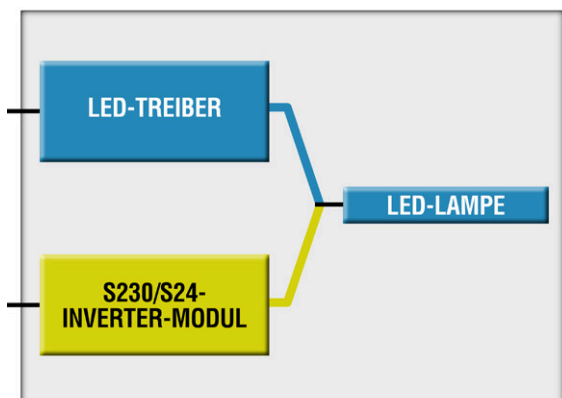 LED-TREIBER
LED-LAMPE
S230/S24-
INVERTER-MODUL